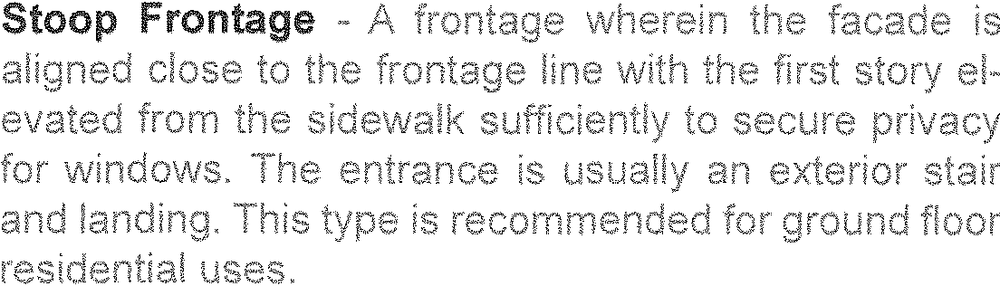 Stoop Frontage - A frontage wherein the facade is
aligned close to the frontage line with the first story el-
evated from the sidewalk sufficiently to secure privacy
for windows. The entrance is usually an exterior stair
and landing. This type is recommended for ground floor
residential uses.